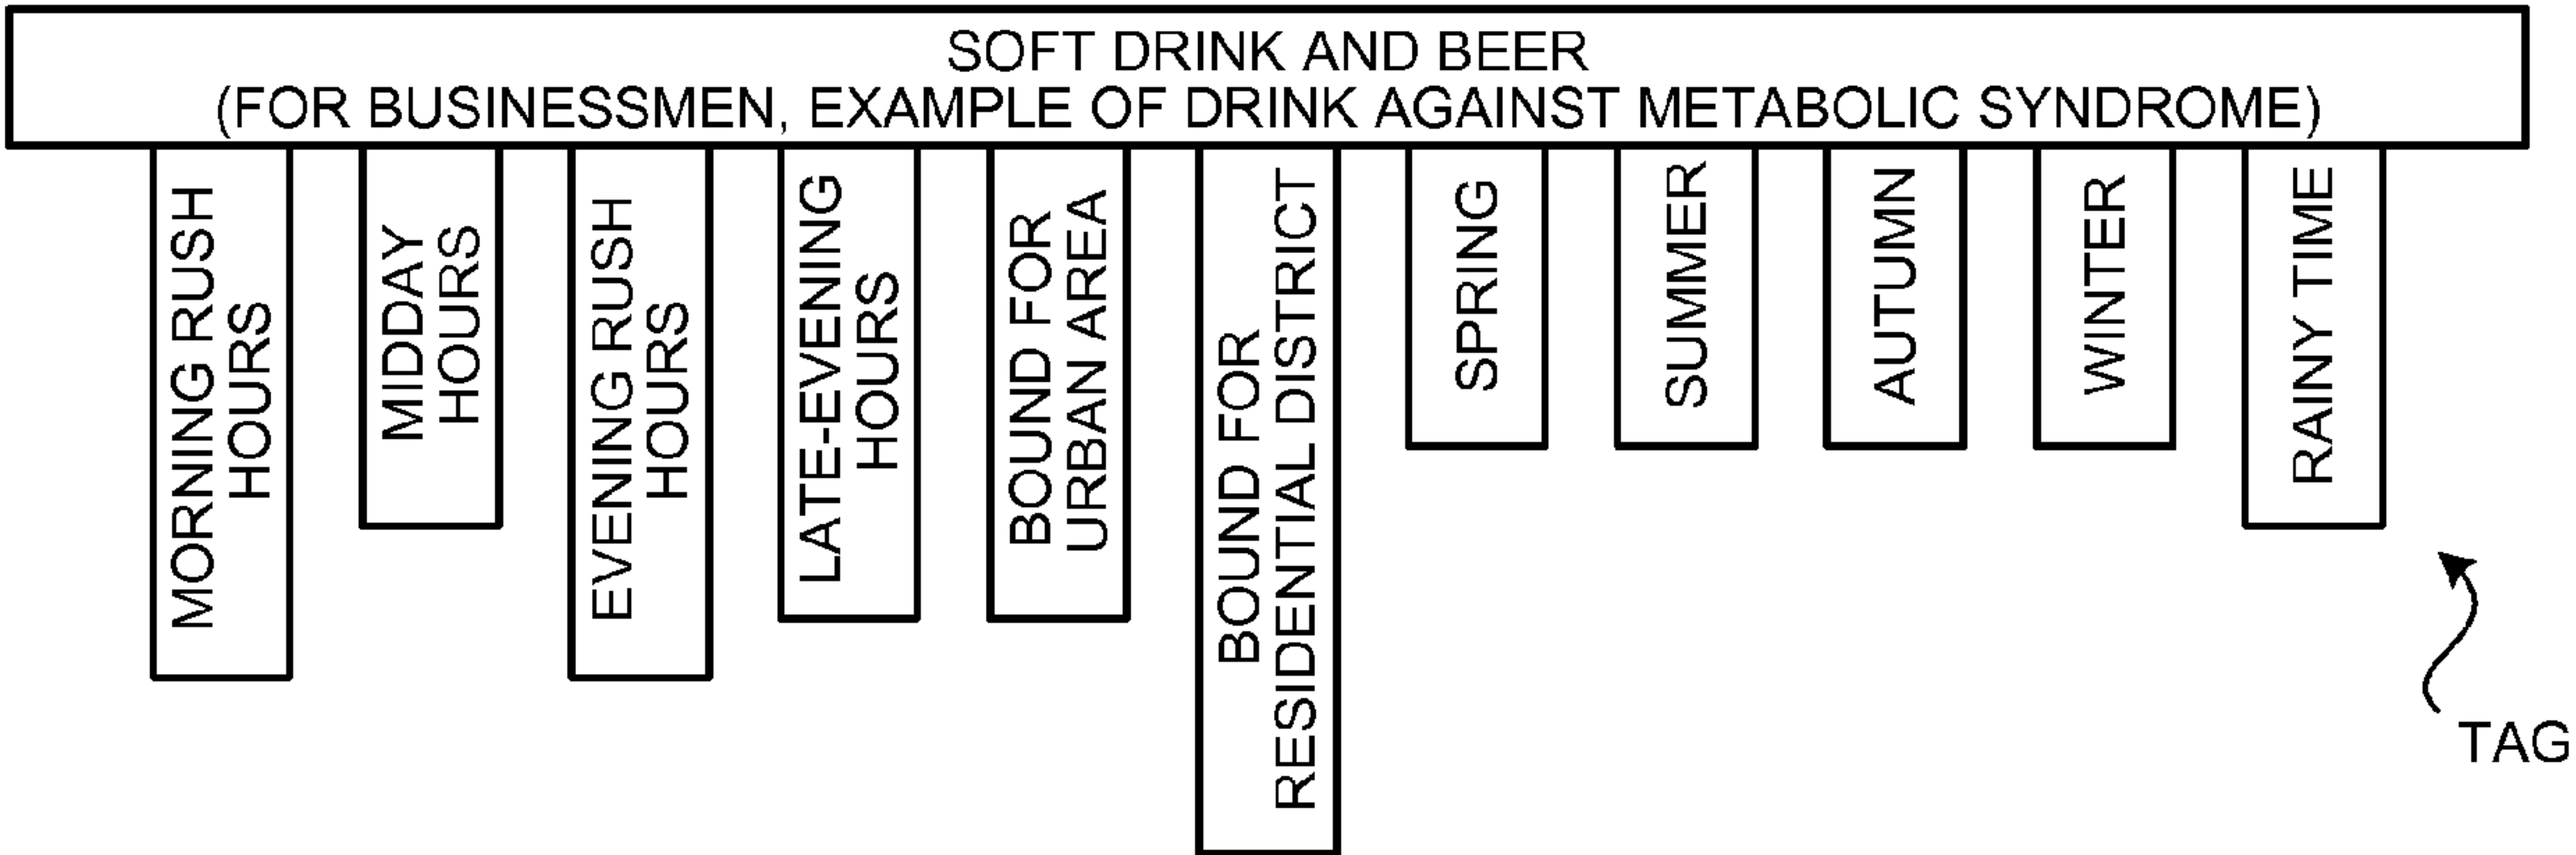 SOFT DRINK AND BEER
(FOR BUSINESSMEN, EXAMPLE OF DRINK AGAINST METABOLIC SYNDROME)
MORNING RUSH
HOURS
MIDDAY
HOURS
EVENING RUSH
HOURS
LATE-EVENING
HOURS
BOUND FOR
URBAN AREA
BOUND FOR
RESIDENTIAL DISTRICT
SPRING
SUMMER
AUTUMN
WINTER
RAINY TIME
TAG